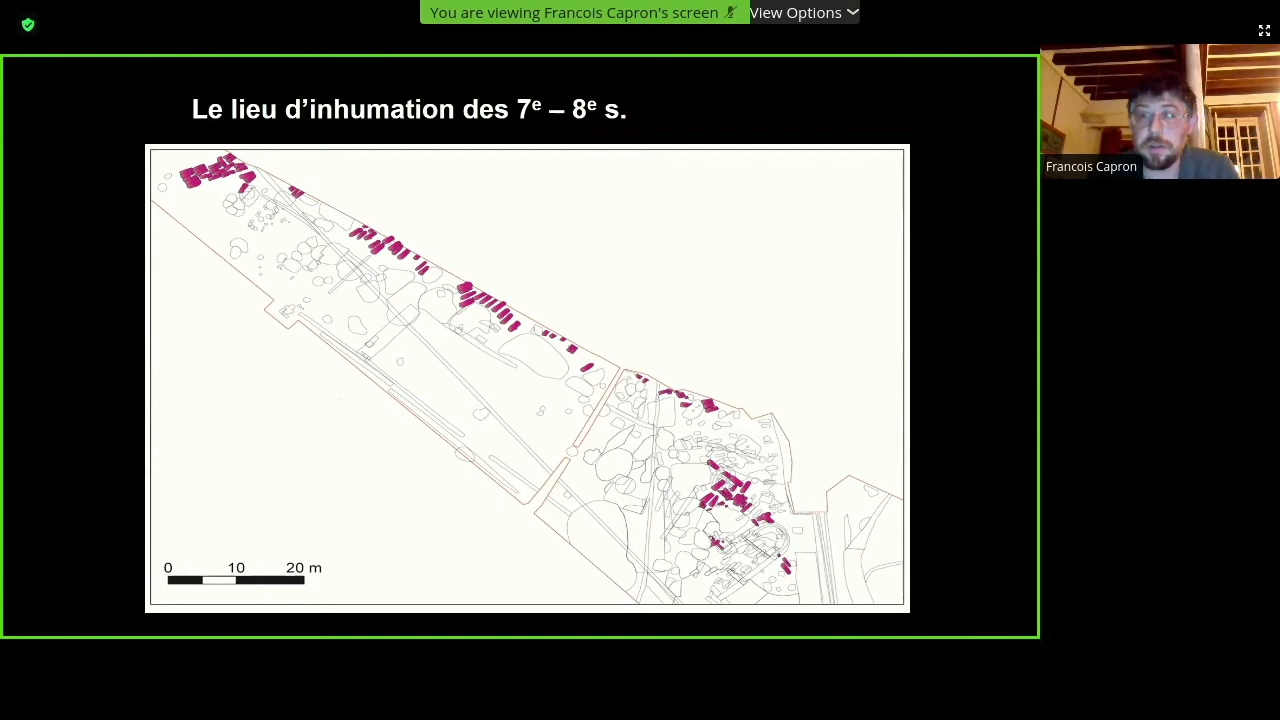 You are viewing Francois Capron's screen
View Options
Le lieu d’inhumation des 7ᵉ – 8ᵉ s.
Francois Capron
0 10 20 m